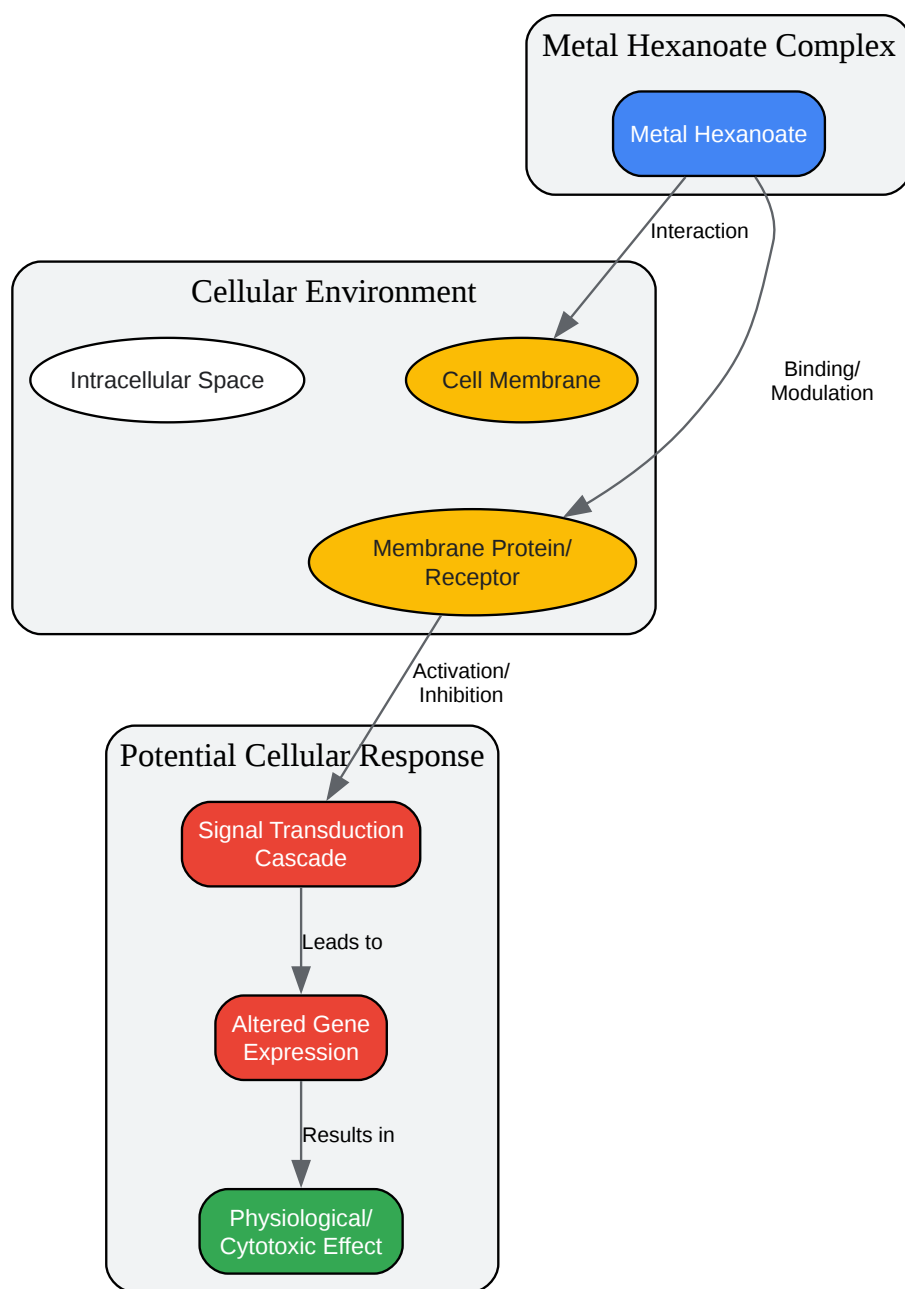 Metal Hexanoate Complex
Metal Hexanoate
Interaction
Cellular Environment
Intracellular Space
Cell Membrane
Binding/
Modulation
Membrane Protein/
Receptor
Activation/
Inhibition
Potential Cellular Response
Signal Transduction
Cascade
Leads to
Altered Gene
Expression
Results in
Physiological/
Cytotoxic Effect